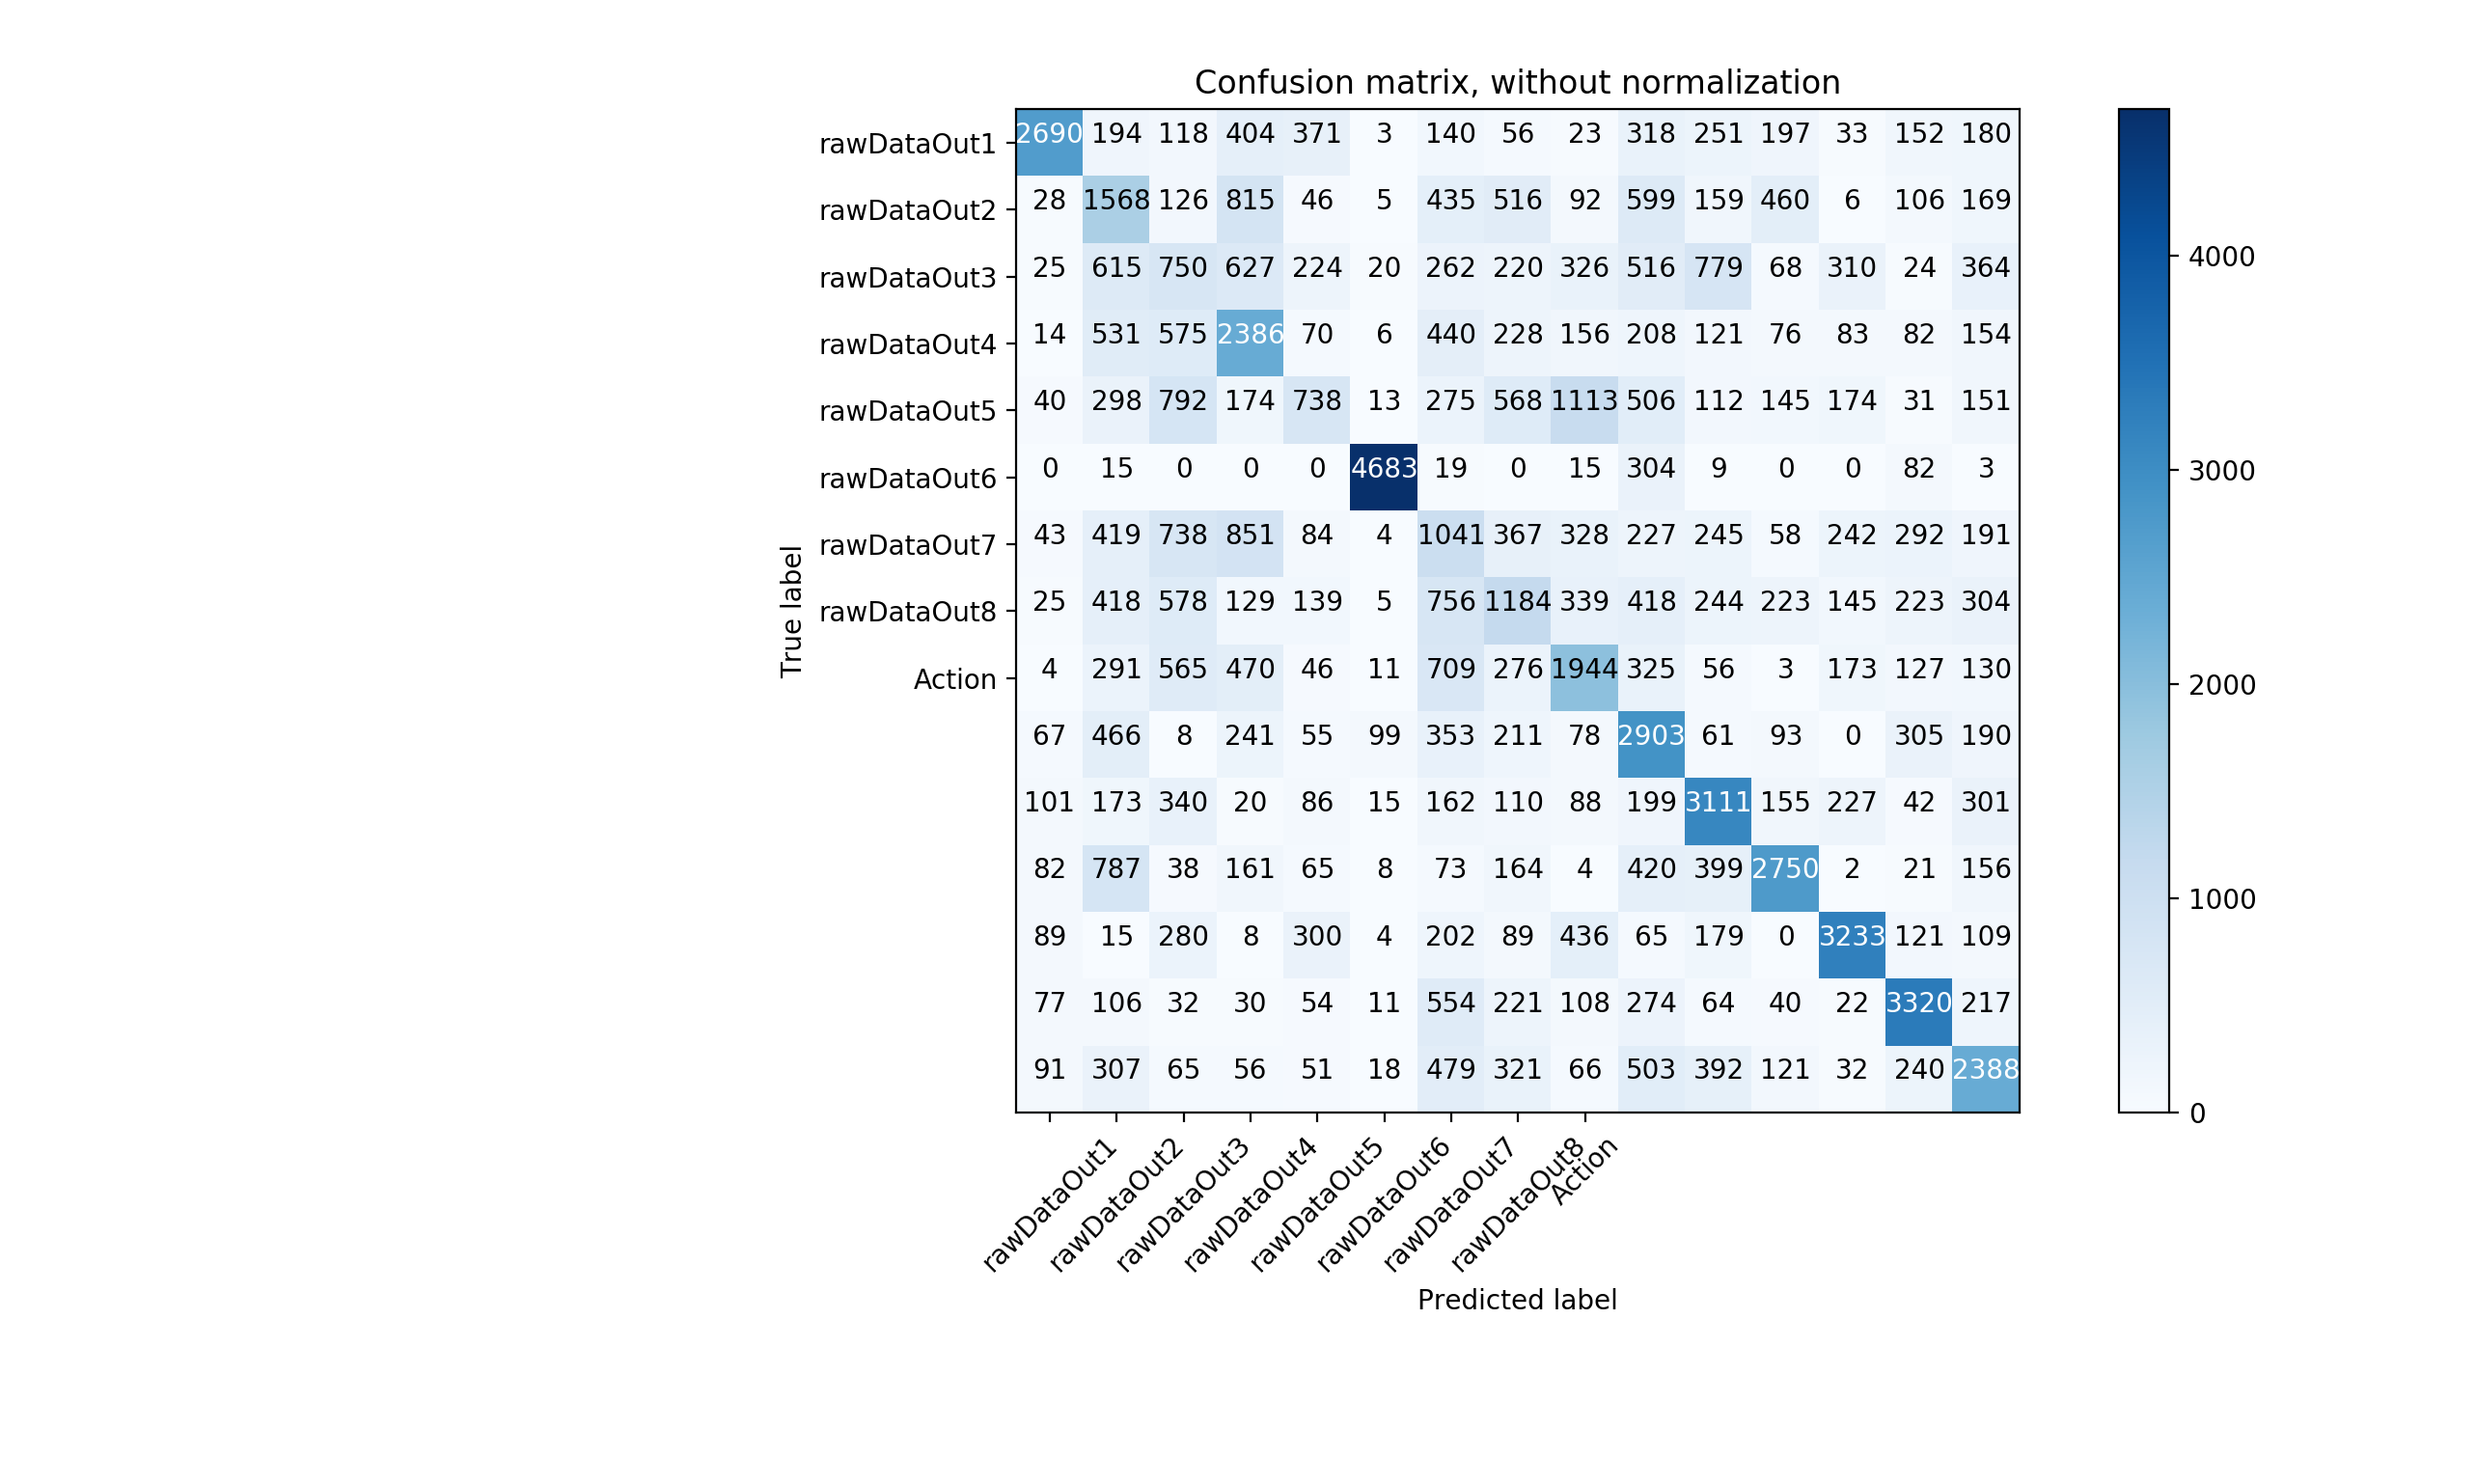 Confusion matrix, without normalization
rawDataOut1 2690 194 118 404 371 3 140 56 23 318 251 197 33 152 180
rawDataOut2 28 1568 126 815 46 5 435 516 92 599 159 460 6 106 169
rawDataOut3 25 615 750 627 224 20 262 220 326 516 779 68 310 24 364
rawDataOut4 14 531 575 2386 70 6 440 228 156 208 121 76 83 82 154
rawDataOut5 40 298 792 174 738 13 275 568 1113 506 112 145 174 31 151
rawDataOut6 0 15 0 0 0 4683 19 0 15 304 9 0 0 82 3
rawDataOut7 43 419 738 851 84 4 1041 367 328 227 245 58 242 292 191
rawDataOut8 25 418 578 129 139 5 756 1184 339 418 244 223 145 223 304
Action 4 291 565 470 46 11 709 276 1944 325 56 3 173 127 130
67 466 8 241 55 99 353 211 78 2903 61 93 0 305 190
101 173 340 20 86 15 162 110 88 199 3111 155 227 42 301
82 787 38 161 65 8 73 164 4 420 399 2750 2 21 156
89 15 280 8 300 4 202 89 436 65 179 0 3233 121 109
77 106 32 30 54 11 554 221 108 274 64 40 22 3320 217
91 307 65 56 51 18 479 321 66 503 392 121 32 240 2388
True label
rawDataOut1
rawDataOut2
rawDataOut3
rawDataOut4
rawDataOut5
rawDataOut6
rawDataOut7
rawDataOut8
Action
Predicted label
4000
3000
2000
1000
0